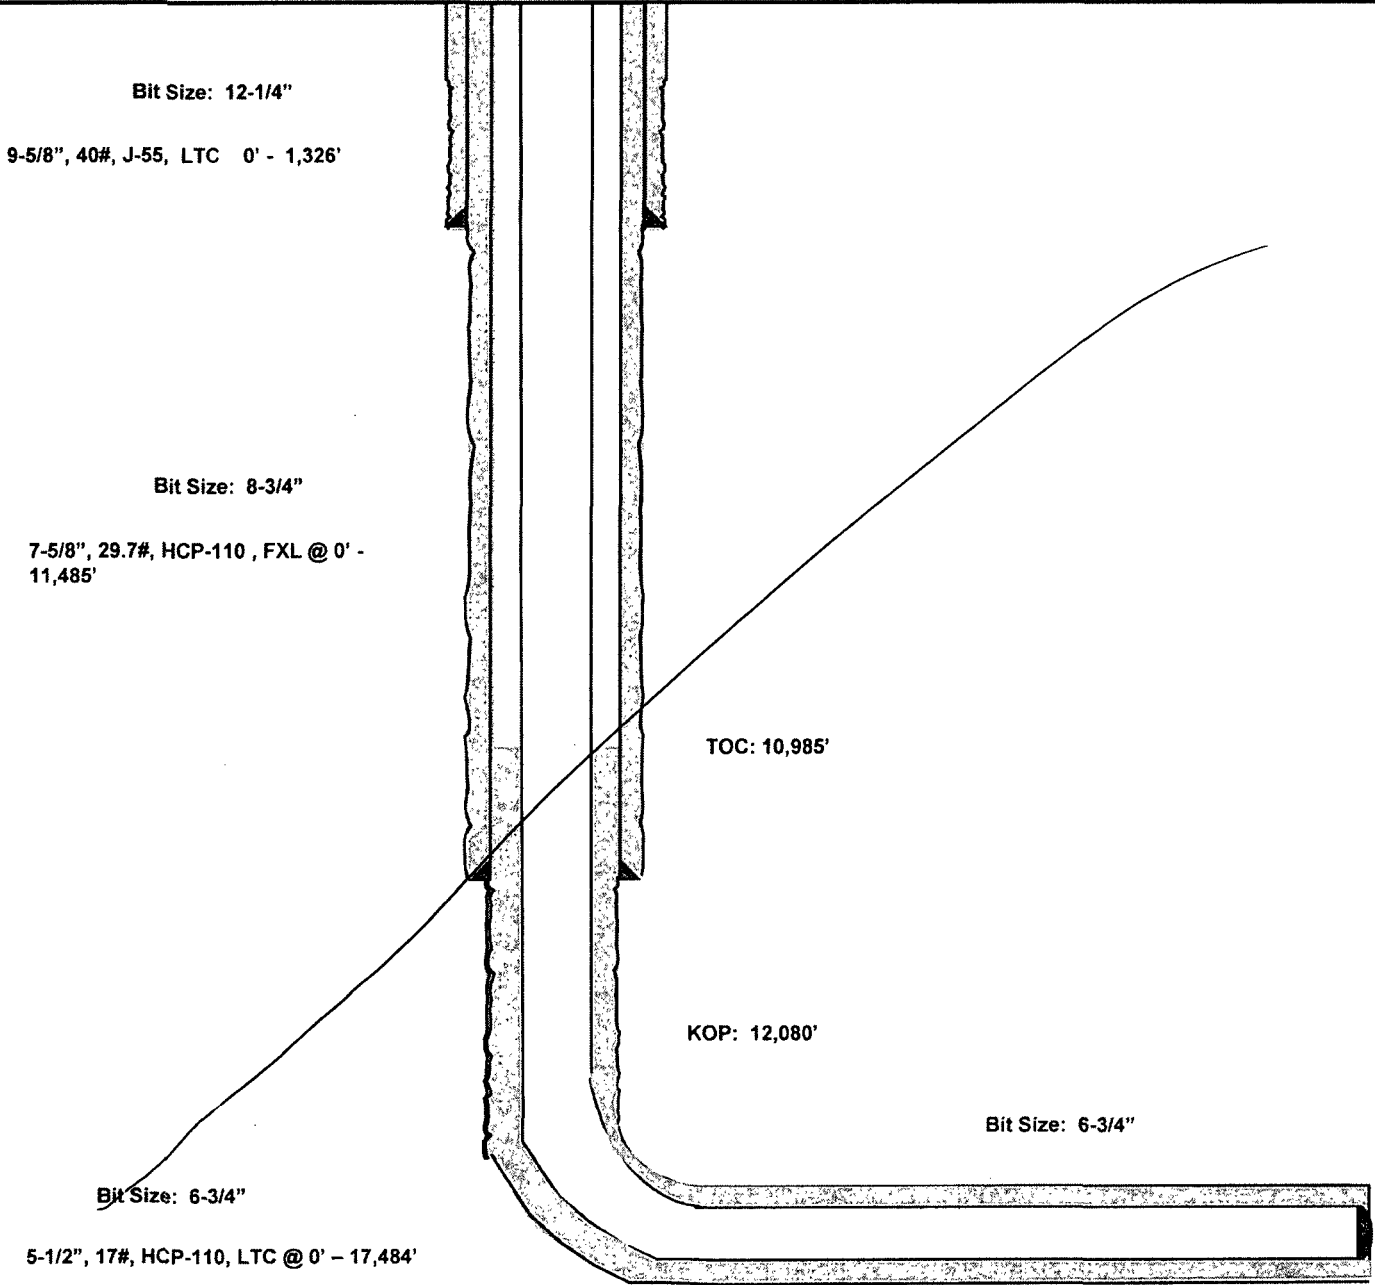 Bit Size: 12-1/4”
9-5/8”, 40#, J-55, LTC 0' - 1,326'
Bit Size: 8-3/4”
7-5/8”, 29.7#, HCP-110 , FXL @ 0' -
11,485'
TOC: 10,985'
KOP: 12,080'
Bit Size: 6-3/4”
Bit Size: 6-3/4”
5-1/2”, 17#, HCP-110, LTC @ 0' – 17,484'